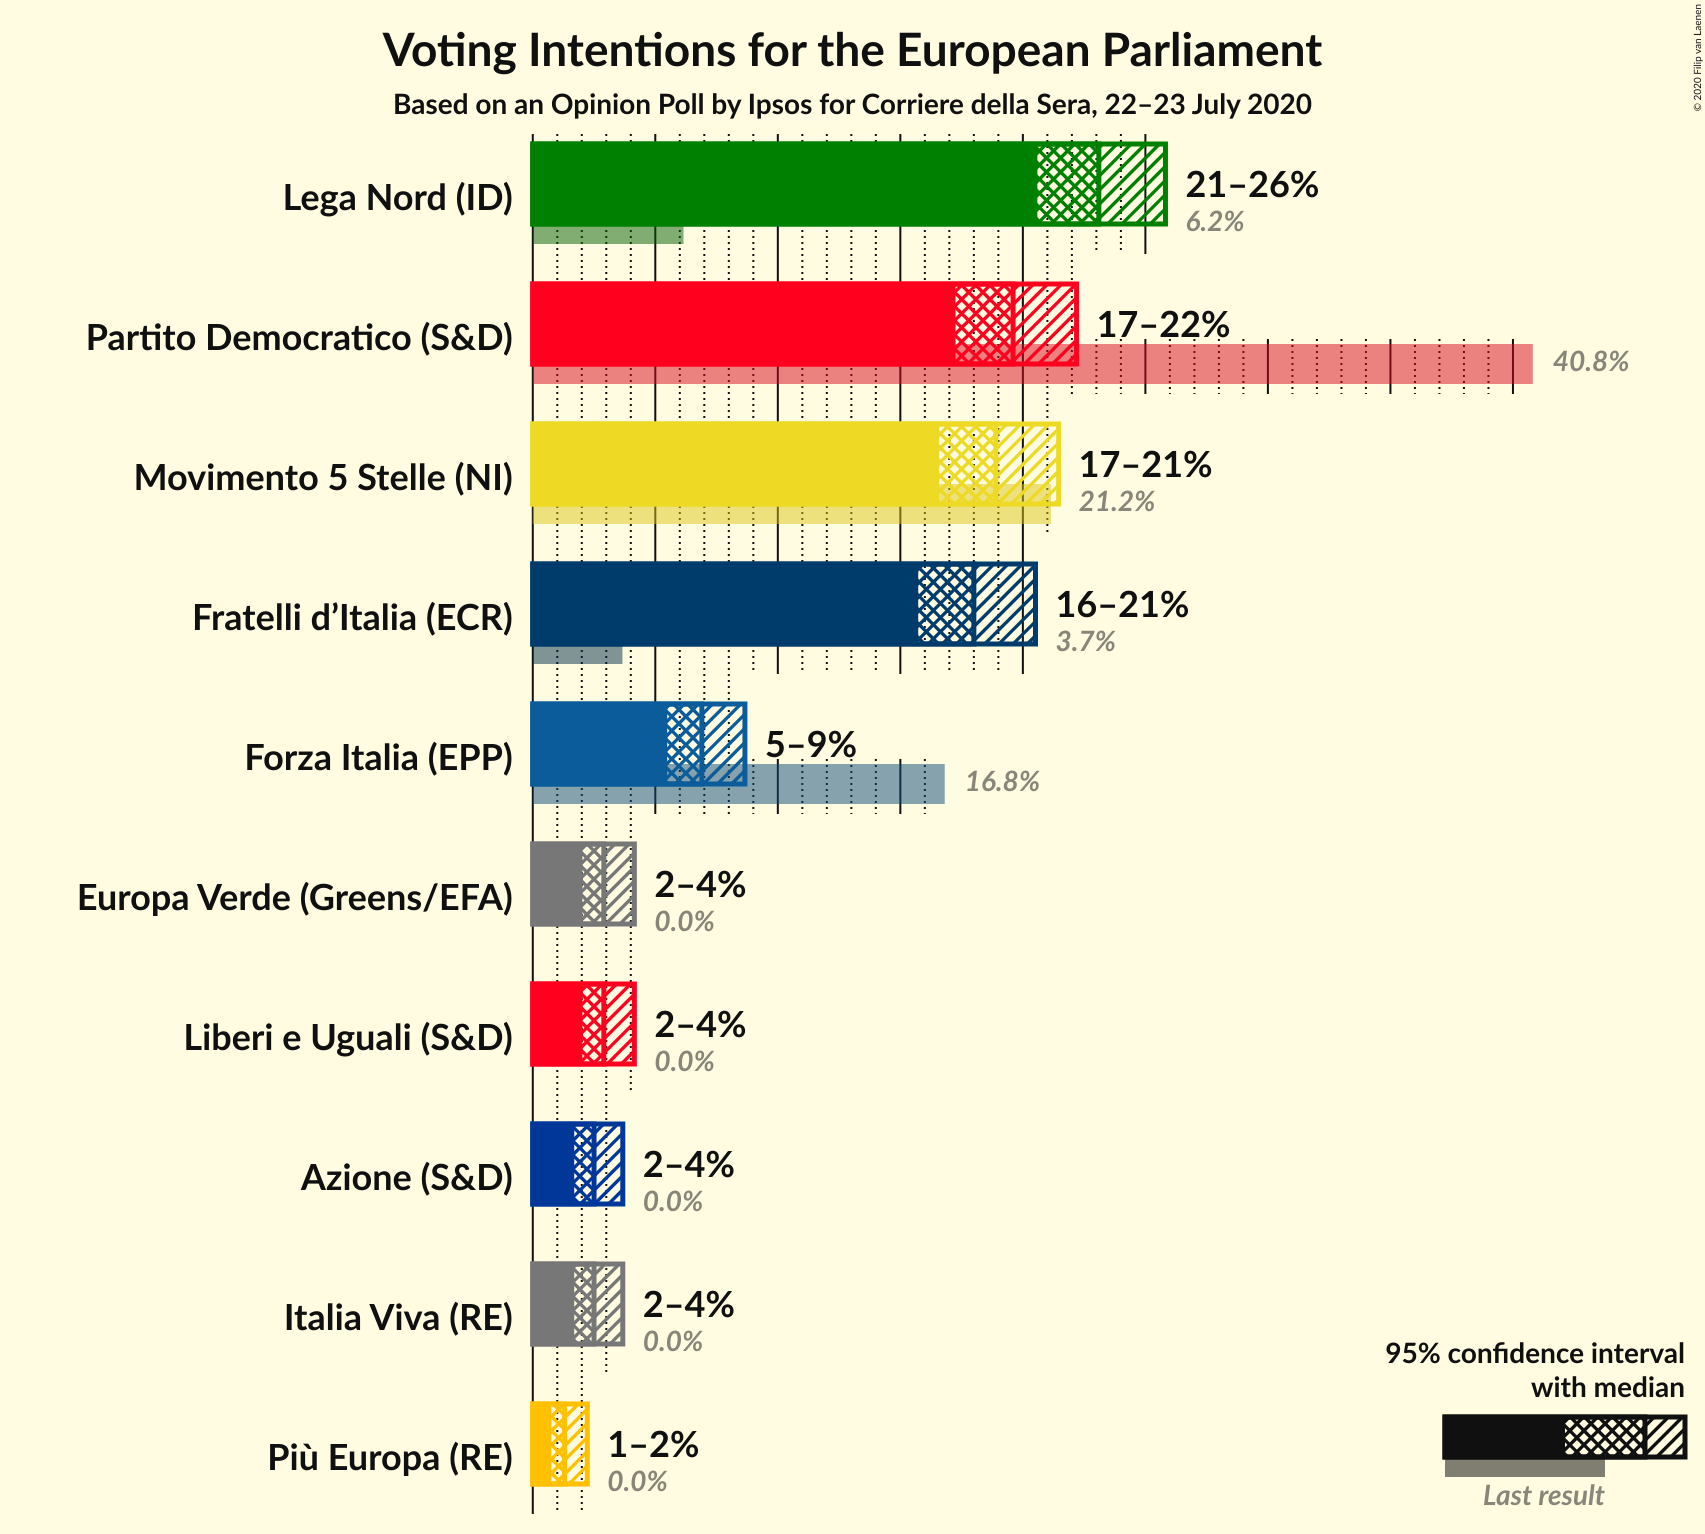 Voting Intentions for the European Parliament
Based on an Opinion Poll by Ipsos for Corriere della Sera, 22–23 July 2020
© 2020 Filip van Laenen
Lega Nord (ID)
21–26%
6.2%
Partito Democratico (S&D)
17–22%
40.8%
Movimento 5 Stelle (NI)
17–21%
21.2%
Fratelli d’Italia (ECR)
16–21%
3.7%
Forza Italia (EPP)
5–9%
16.8%
Europa Verde (Greens/EFA)
2–4%
0.0%
Liberi e Uguali (S&D)
2–4%
0.0%
Azione (S&D)
2–4%
0.0%
Italia Viva (RE)
2–4%
0.0%
Più Europa (RE)
1–2%
0.0%
95% confidence interval
with median
Last result